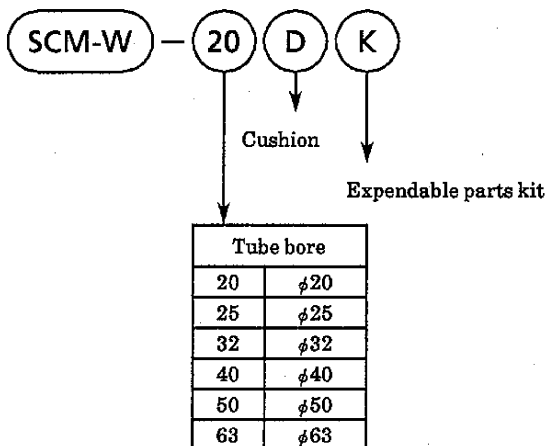 SCM-W – 20 D K
Cushion
Expendable parts kit
Tube bore
20 φ20
25 φ25
32 φ32
40 φ40
50 φ50
63 φ63